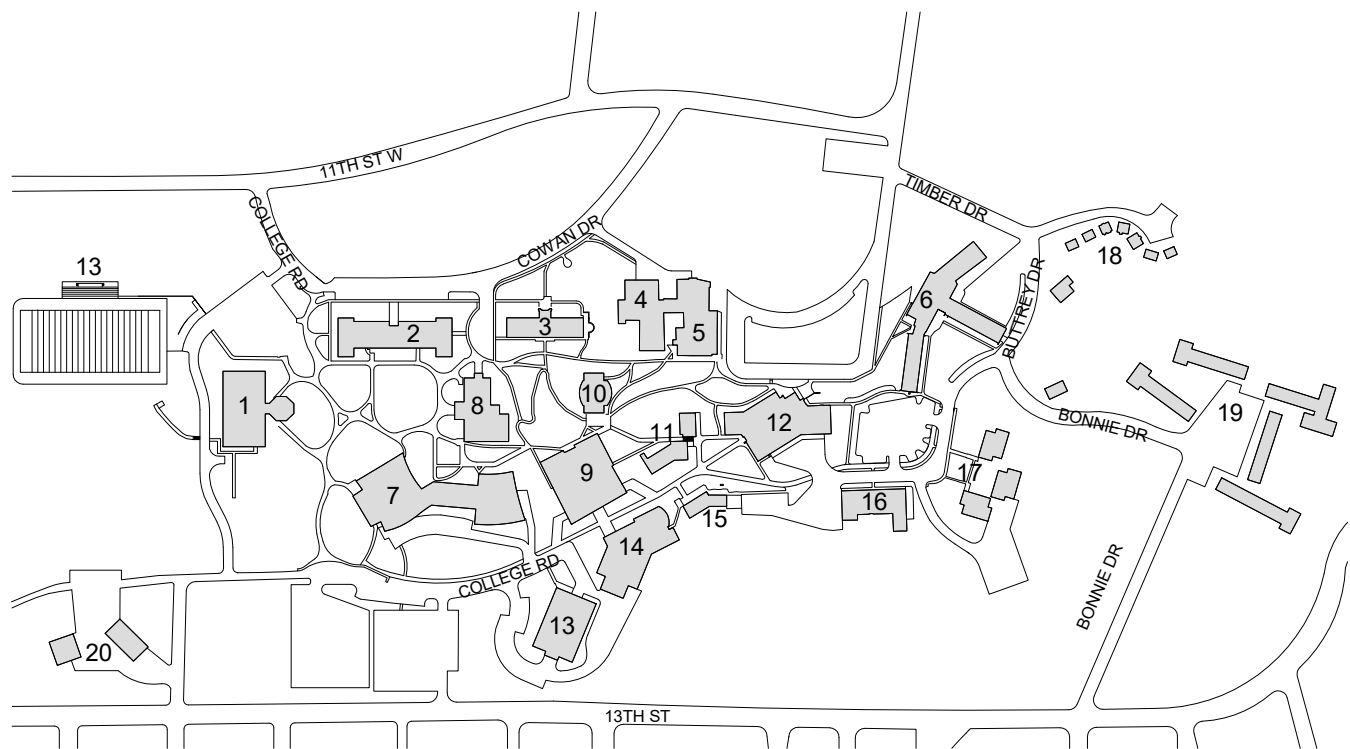 11TH ST W
COLLEGE RD
COWAN DR
TIMBER DR
13
18
4
6
BUTTREY DR
2
3
5
10
1
8
12
19
BONNIE DR
11
9
17
7
16
15
14
COLLEGE RD
BONNIE DR
13
20
13TH ST